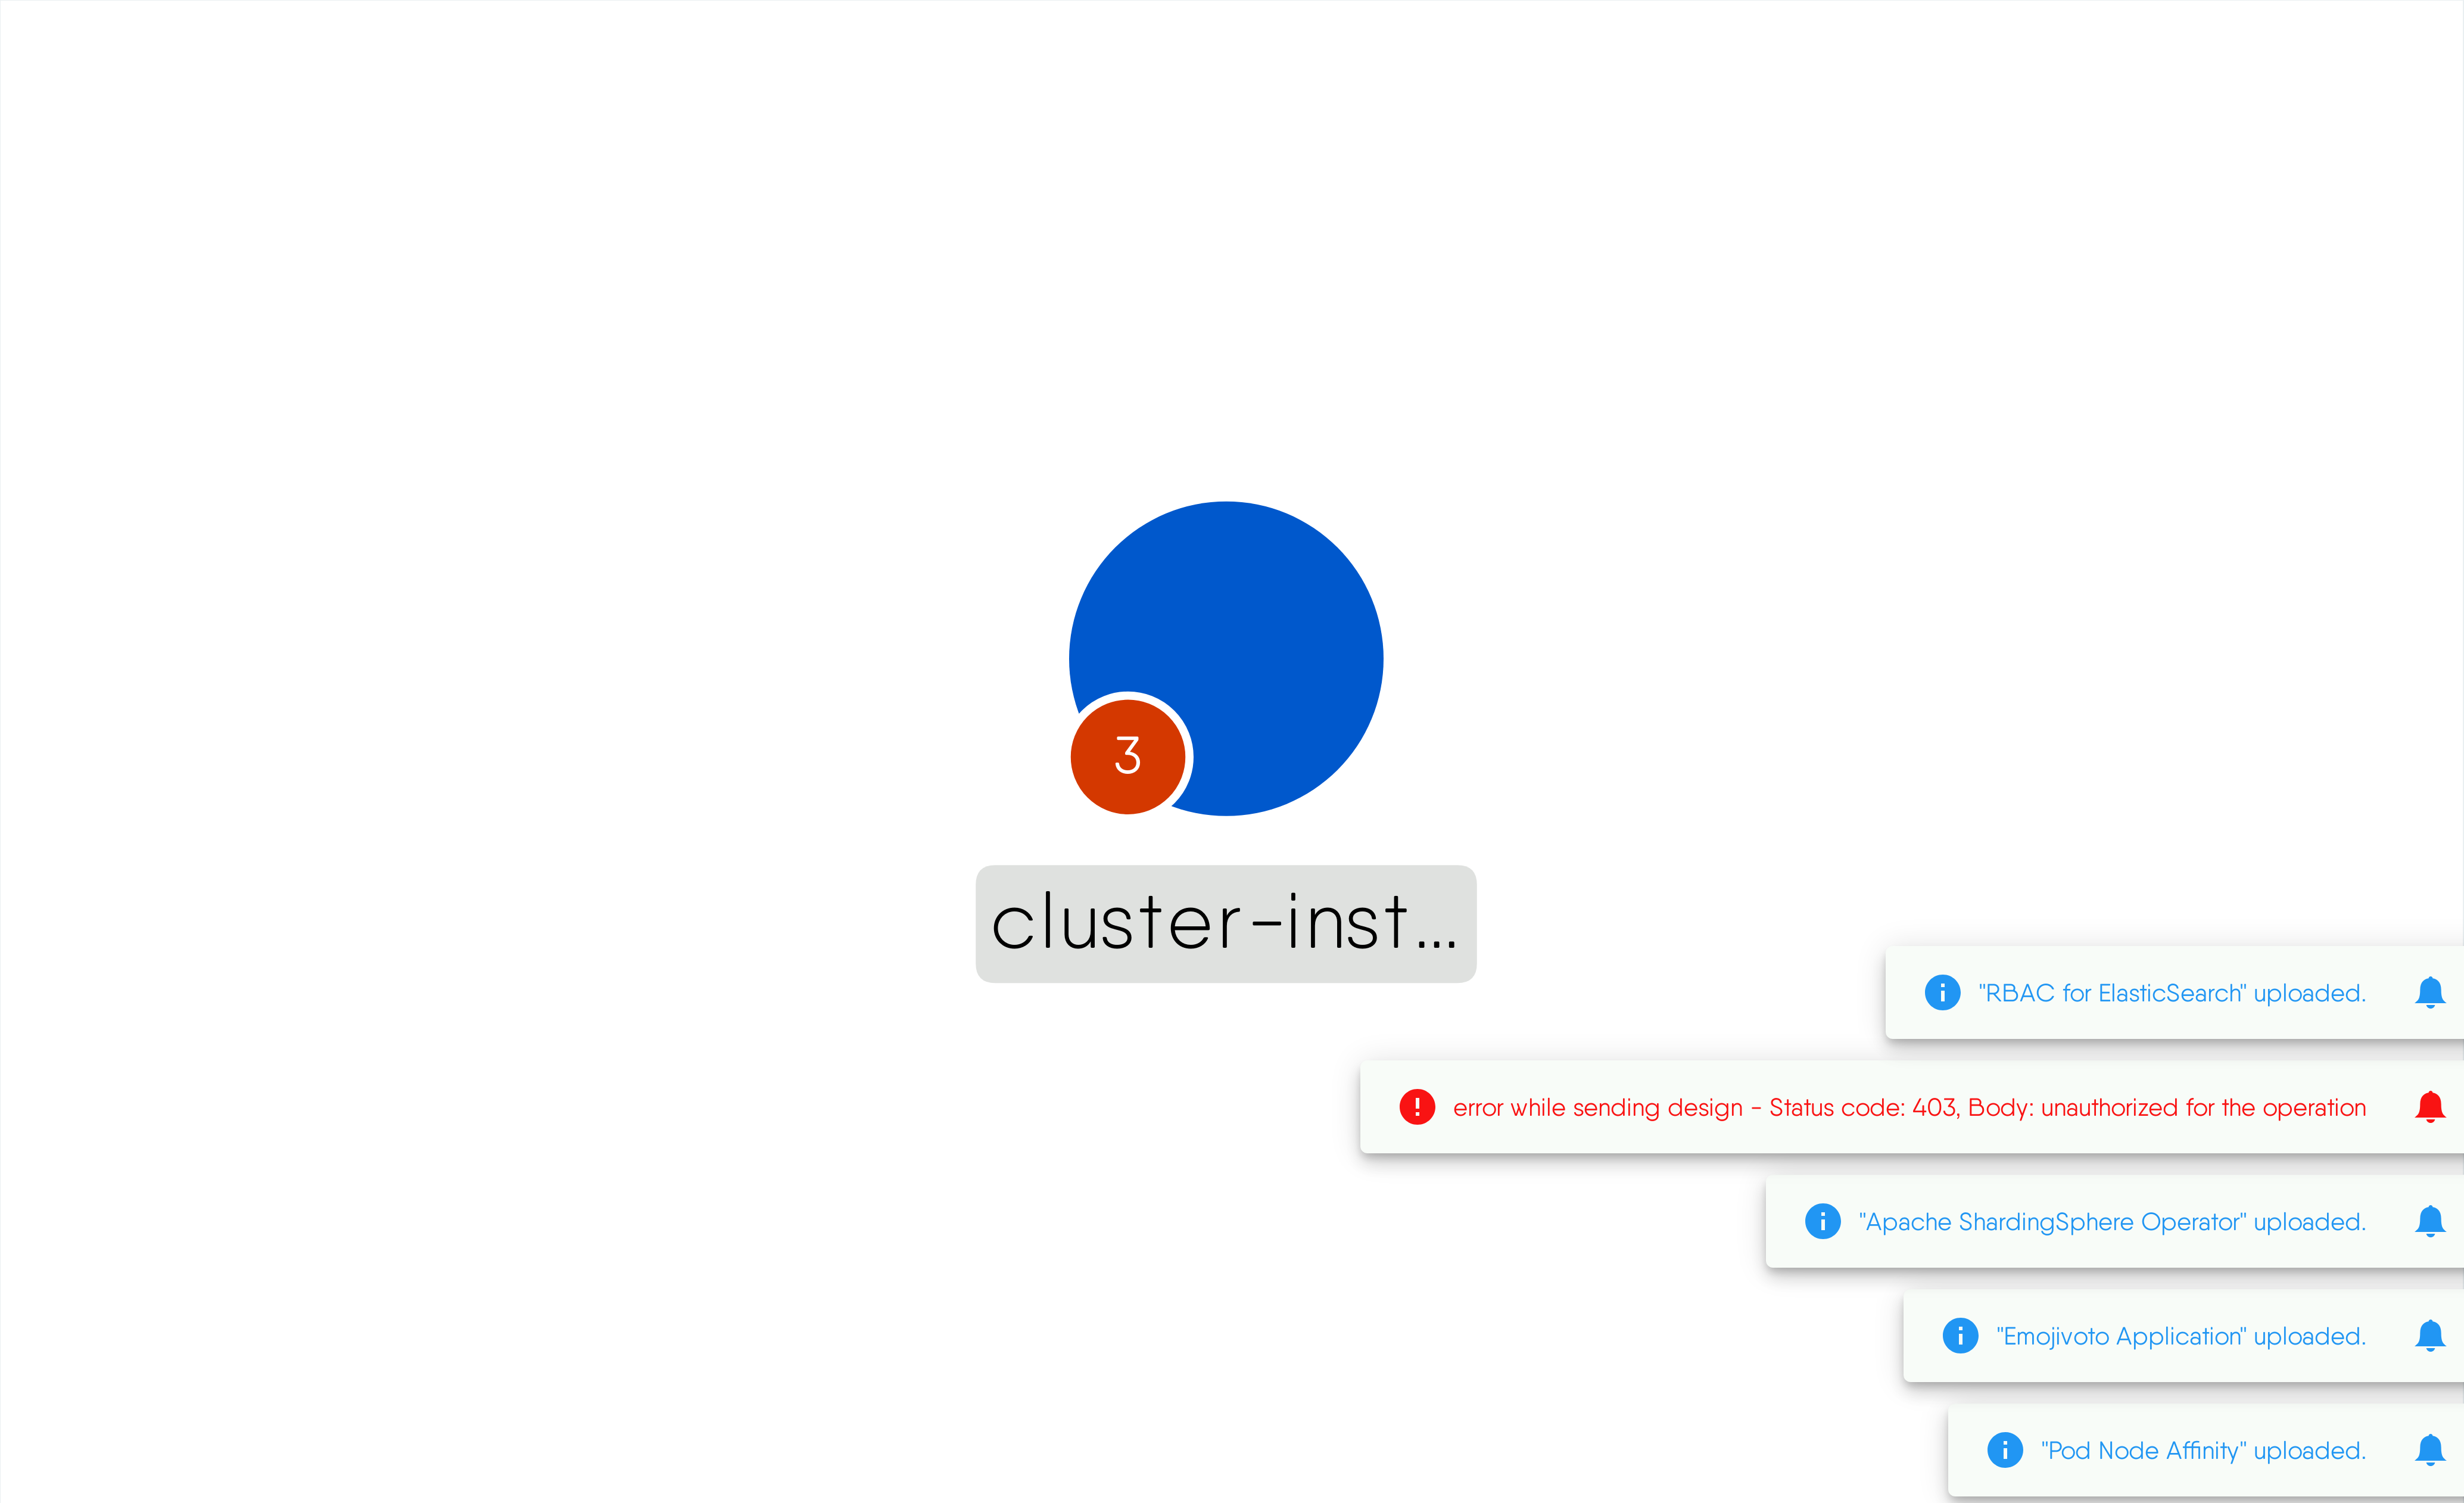 3
cluster-inst...
"RBAC for ElasticSearch" uploaded.
error while sending design - Status code: 403, Body: unauthorized for the operation
"Apache ShardingSphere Operator" uploaded.
"Emojivoto Application" uploaded.
"Pod Node Affinity" uploaded.